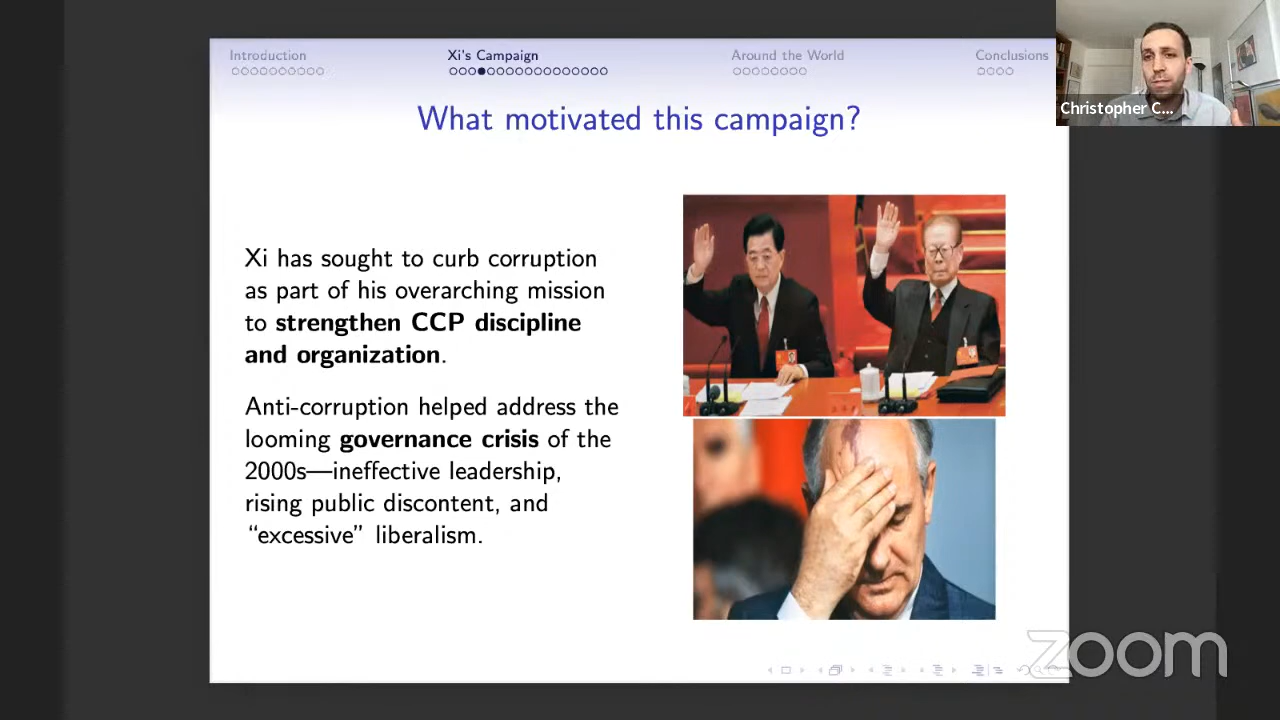 Introduction
Xi's Campaign
Around the World
Conclusions
Christopher C...
What motivated this campaign?
Xi has sought to curb corruption
as part of his overarching mission
to strengthen CCP discipline
and organization.
Anti-corruption helped address the
looming governance crisis of the
2000s—ineffective leadership,
rising public discontent, and
“excessive” liberalism.
zoom